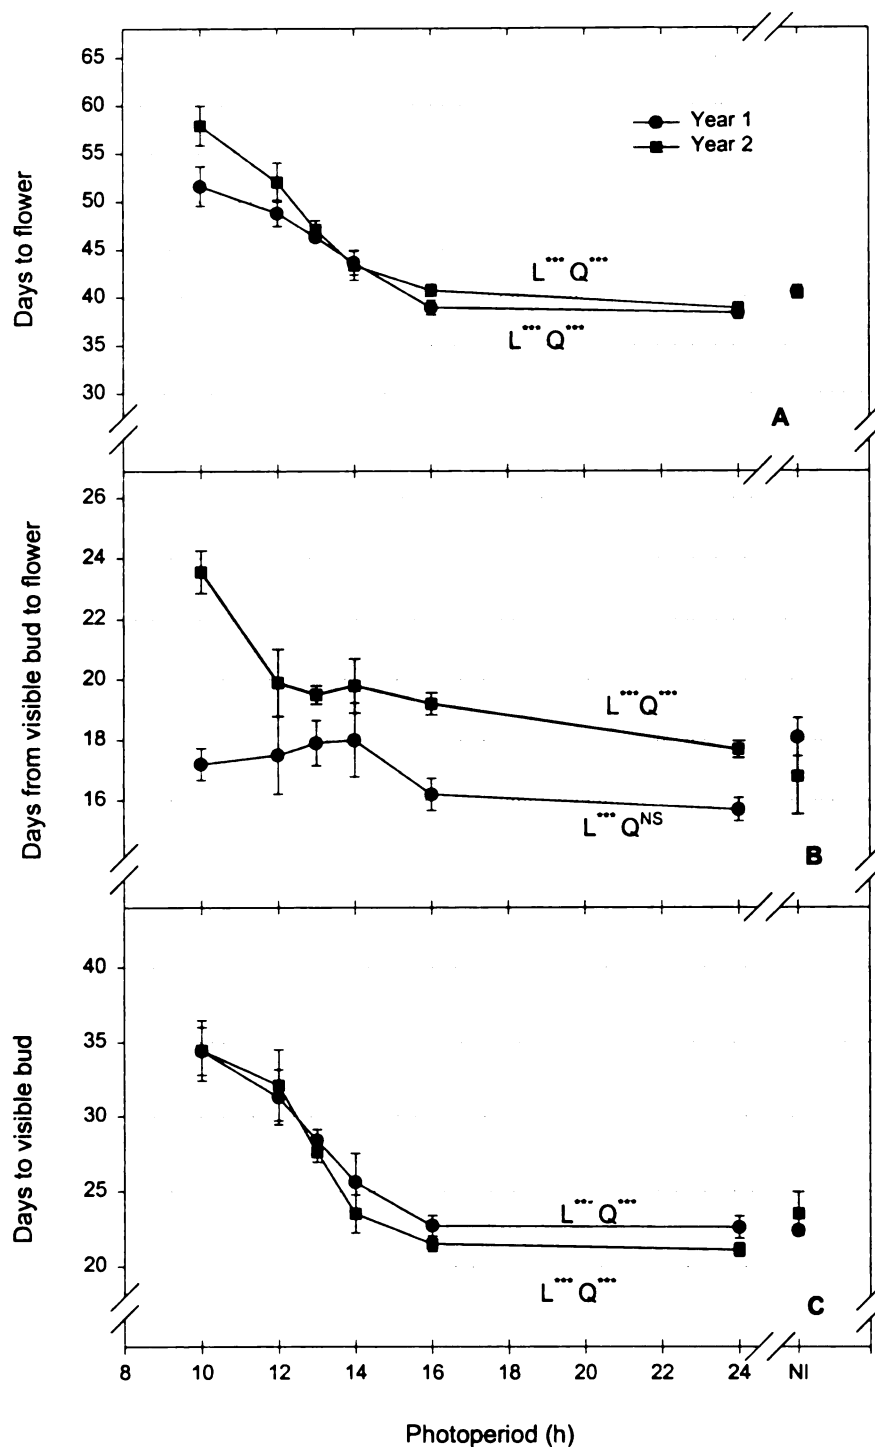 65
60
55
50
45
40
35
30
Days to flower
Year 1
Year 2
L*** Q***
L*** Q***
A
26
24
22
20
18
16
Days from visible bud to flower
L*** Q***
L*** Q^NS
B
40
35
30
25
20
Days to visible bud
L*** Q***
L*** Q***
C
8 10 12 14 16 18 20 22 24 NI
Photoperiod (h)